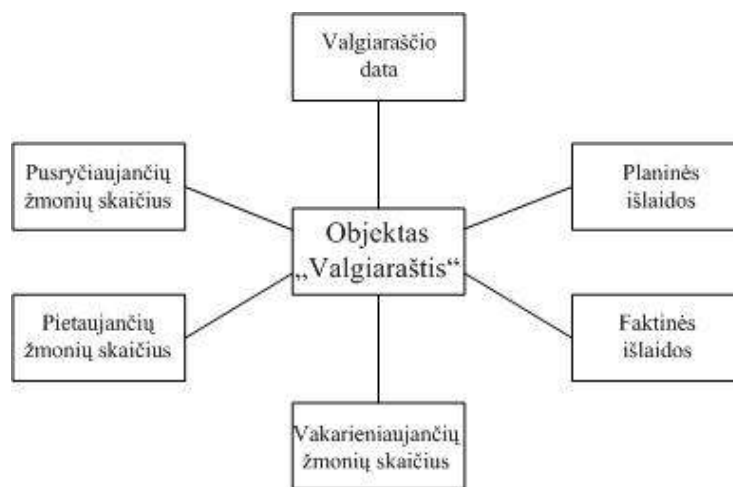 Valgiaraščio
data
Pusryčiaujančių
žmonių skaičius
Planinės
išlaidos
Objektas
„Valgiaraštis“
Pietaujančių
žmonių skaičius
Faktinės
išlaidos
Vakarieniaujančių
žmonių skaičius